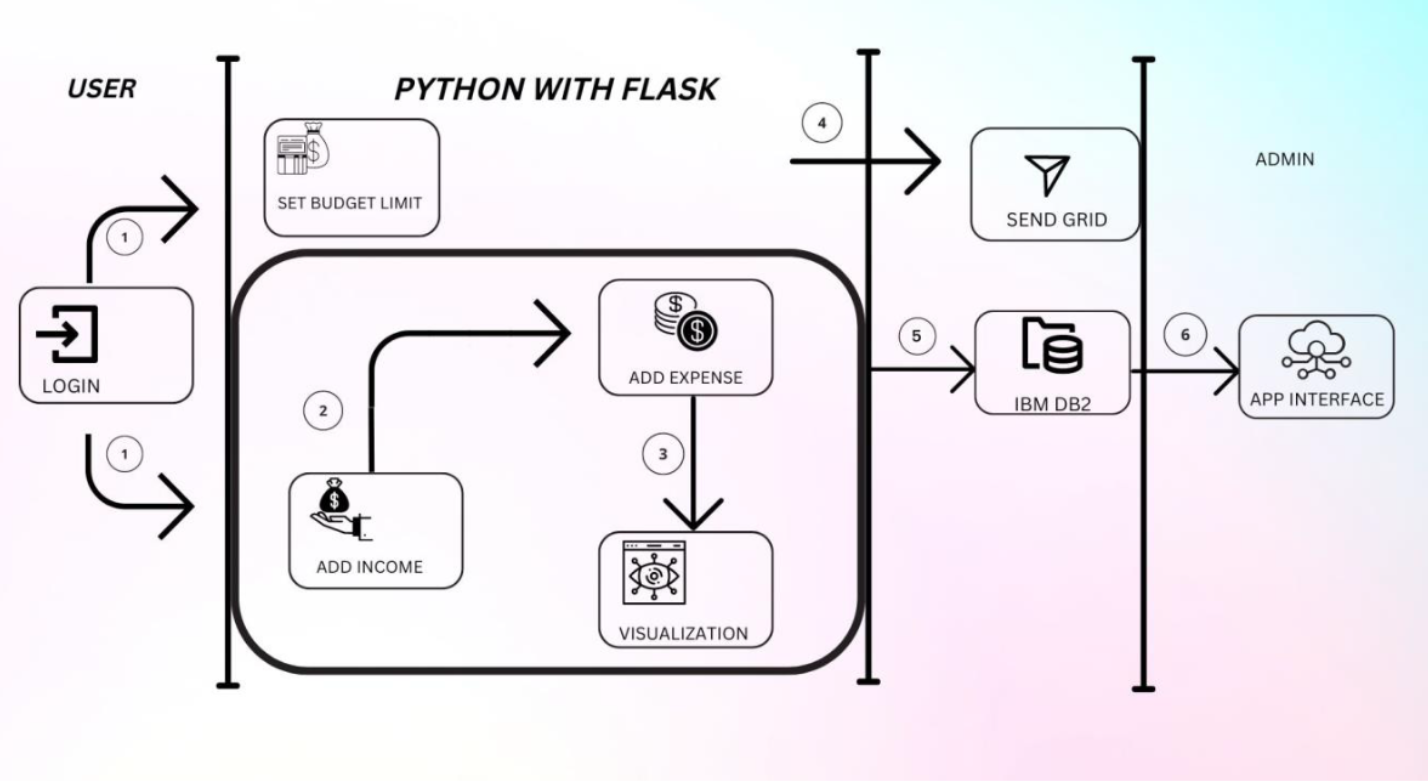 USER
PYTHON WITH FLASK
4
SET BUDGET LIMIT
SEND GRID
ADMIN
1
LOGIN
1
2
ADD EXPENSE
3
ADD INCOME
VISUALIZATION
5
IBM DB2
6
APP INTERFACE